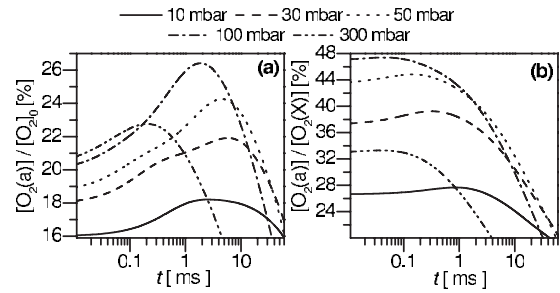 10 mbar 30 mbar 50 mbar
100 mbar 300 mbar
(a)
[O₂(a)] / [O₂]₀ [%]
26
24
22
20
18
16
0.1 1 10
t [ ms ]
(b)
[O₂(a)] / [O₂(X)] [%]
48
44
40
36
32
28
24
0.1 1 10
t [ ms ]